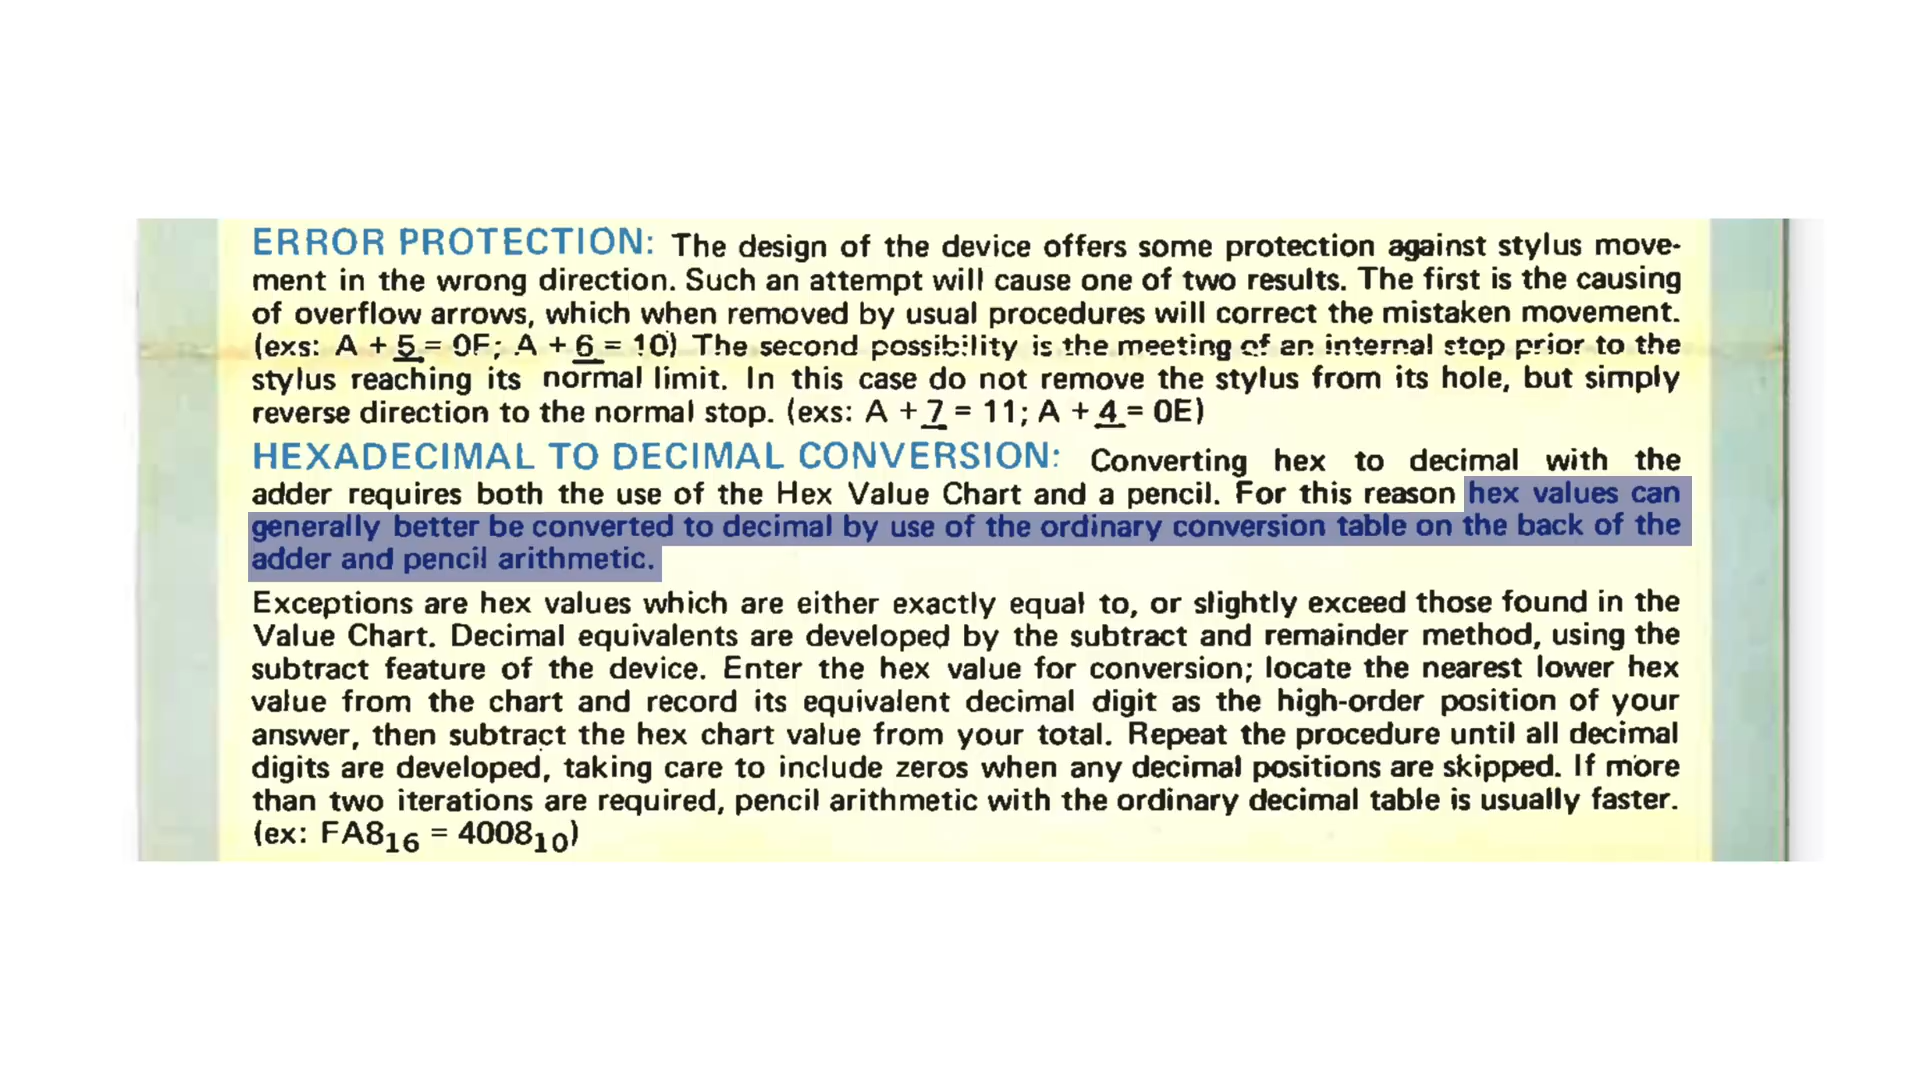 ERROR PROTECTION: The design of the device offers some protection against stylus move-
ment in the wrong direction. Such an attempt will cause one of two results. The first is the causing
of overflow arrows, which when removed by usual procedures will correct the mistaken movement.
(exs: A + 5 = 0F; A + 6 = 10) The second possibility is the meeting of an internal stop prior to the
stylus reaching its normal limit. In this case do not remove the stylus from its hole, but simply
reverse direction to the normal stop. (exs: A + 7 = 11; A + 4 = 0E)
HEXADECIMAL TO DECIMAL CONVERSION: Converting hex to decimal with the
adder requires both the use of the Hex Value Chart and a pencil. For this reason hex values can
generally better be converted to decimal by use of the ordinary conversion table on the back of the
adder and pencil arithmetic.
Exceptions are hex values which are either exactly equal to, or slightly exceed those found in the
Value Chart. Decimal equivalents are developed by the subtract and remainder method, using the
subtract feature of the device. Enter the hex value for conversion; locate the nearest lower hex
value from the chart and record its equivalent decimal digit as the high-order position of your
answer, then subtract the hex chart value from your total. Repeat the procedure until all decimal
digits are developed, taking care to include zeros when any decimal positions are skipped. If more
than two iterations are required, pencil arithmetic with the ordinary decimal table is usually faster.
(ex: FA8₁₆ = 4008₁₀)